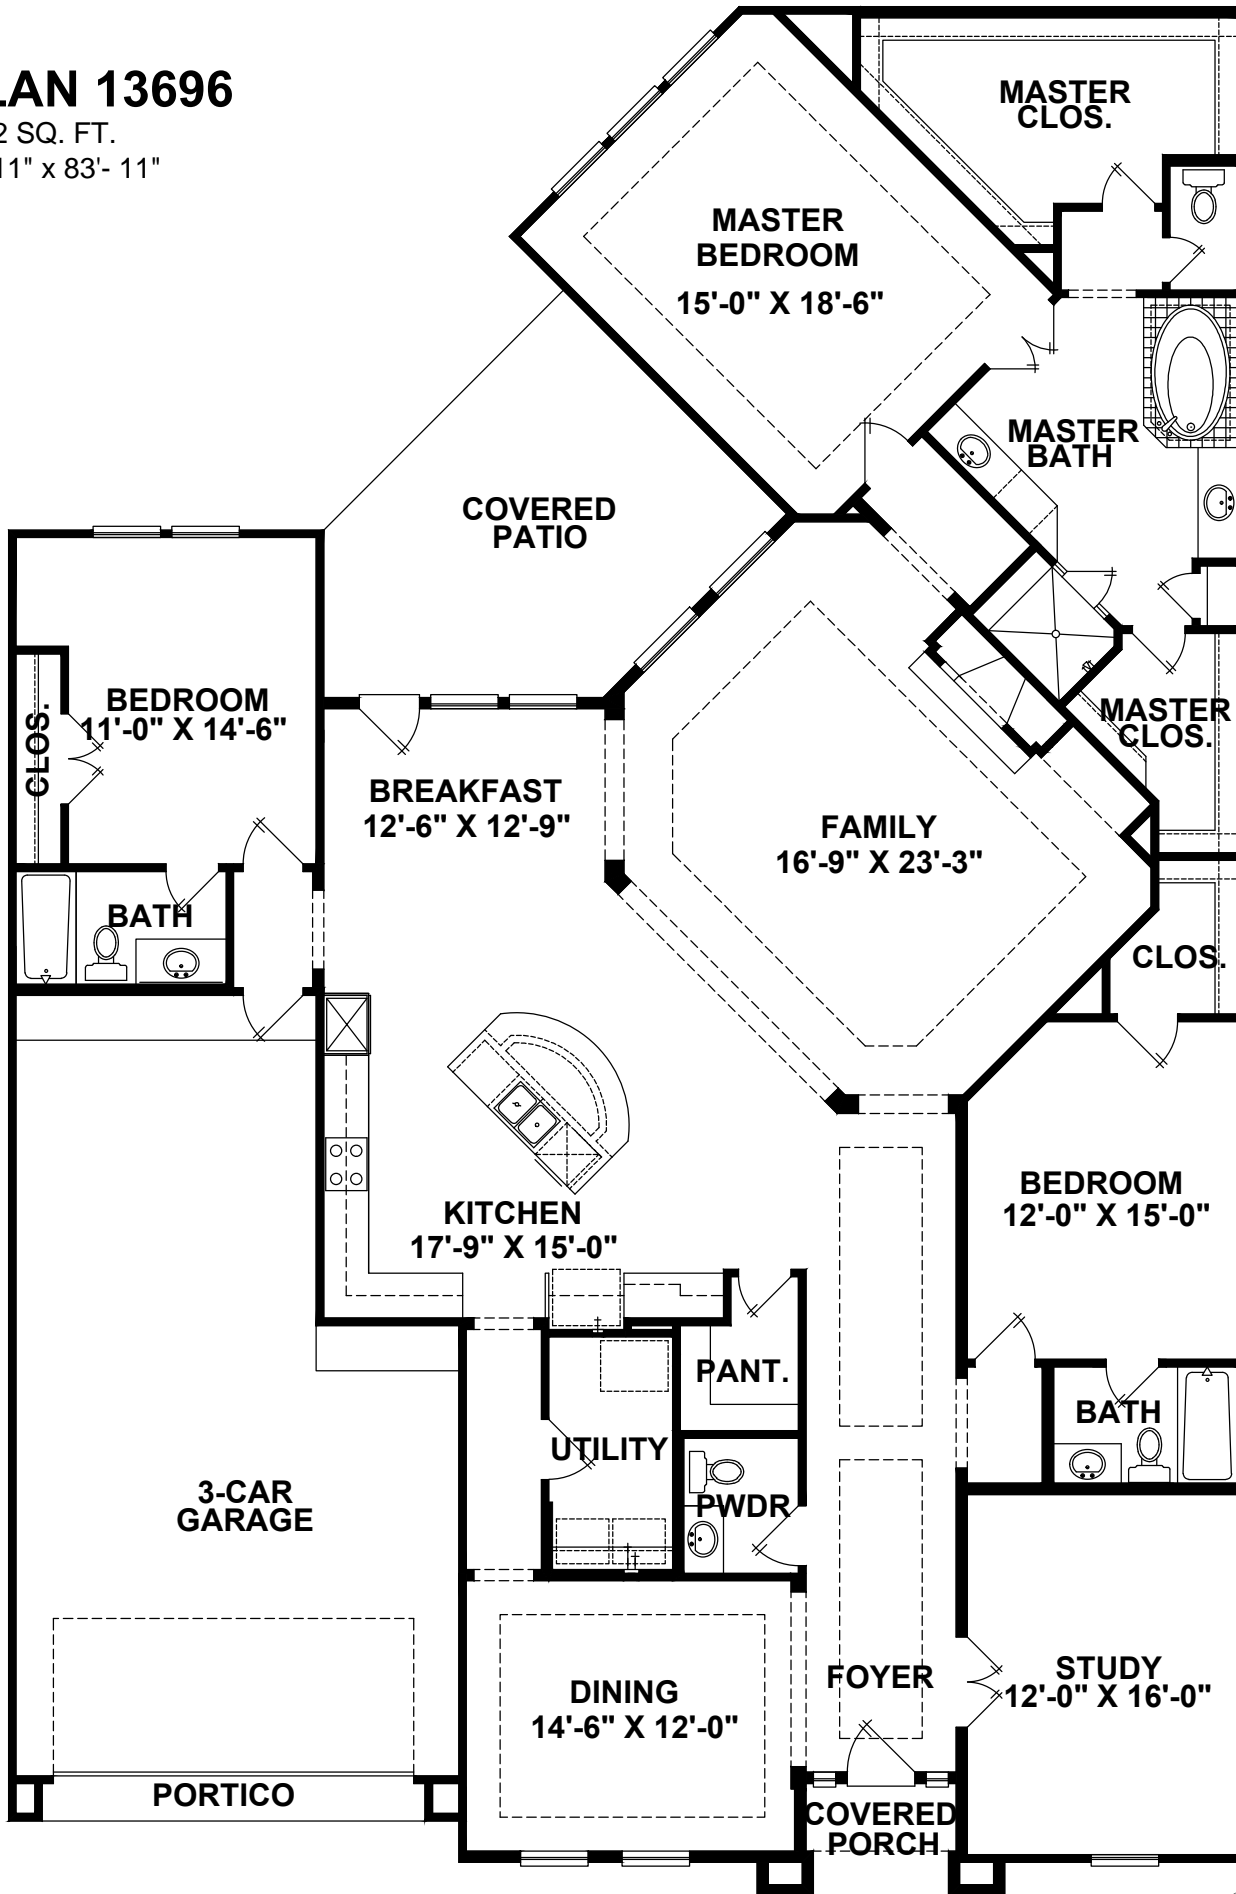 LAN 13696
2 SQ. FT.
11" x 83'- 11"
MASTER
CLOS.
MASTER
BEDROOM
15'-0" X 18'-6"
MASTER
BATH
COVERED
PATIO
BEDROOM
11'-0" X 14'-6"
CLOS.
MASTER
CLOS.
BREAKFAST
12'-6" X 12'-9"
FAMILY
16'-9" X 23'-3"
BATH
CLOS.
KITCHEN
17'-9" X 15'-0"
BEDROOM
12'-0" X 15'-0"
PANT.
BATH
UTILITY
PWDR
3-CAR
GARAGE
FOYER
STUDY
12'-0" X 16'-0"
DINING
14'-6" X 12'-0"
PORTICO
COVERED
PORCH